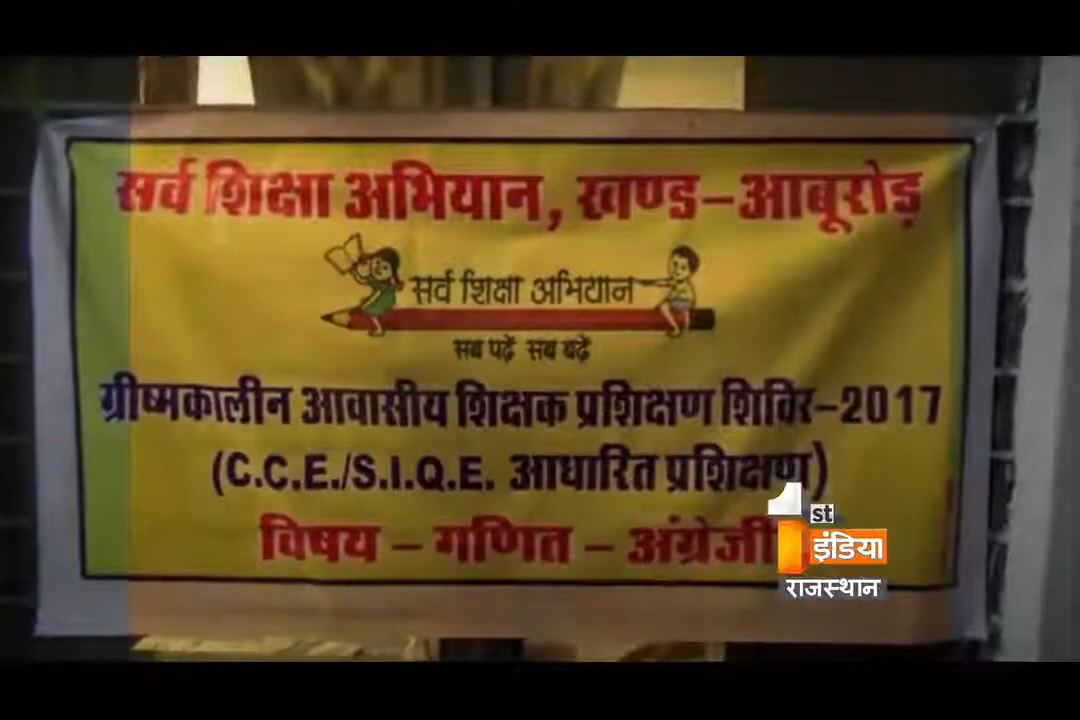 सर्व शिक्षा अभियान, खण्ड-आबूरोड़
सर्व शिक्षा अभियान
सब पढ़ें सब बढ़ें
ग्रीष्मकालीन आवासीय शिक्षक प्रशिक्षण शिविर-2017
(C.C.E./S.I.Q.E. आधारित प्रशिक्षण)
विषय - गणित - अंग्रेजी
1st
इंडिया
राजस्थान